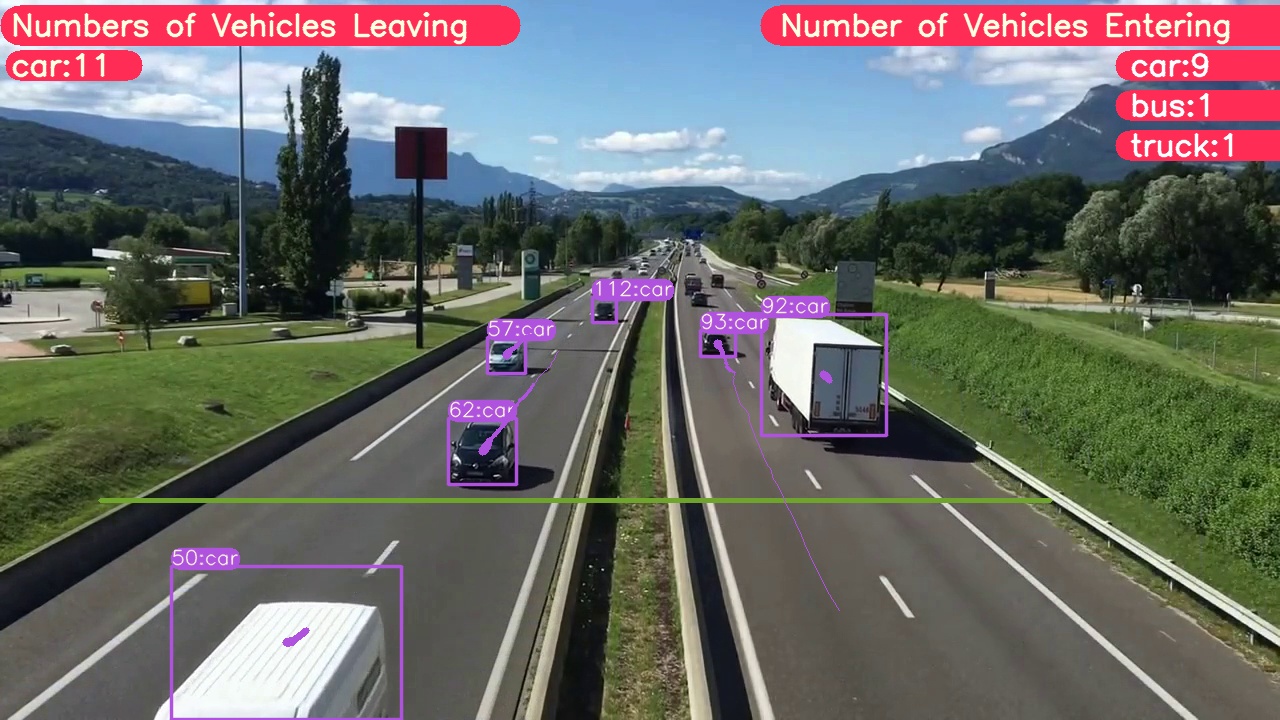 Numbers of Vehicles Leaving
car:11
Number of Vehicles Entering
car:9
bus:1
truck:1
112:car
57:car
93:car
92:car
62:car
50:car